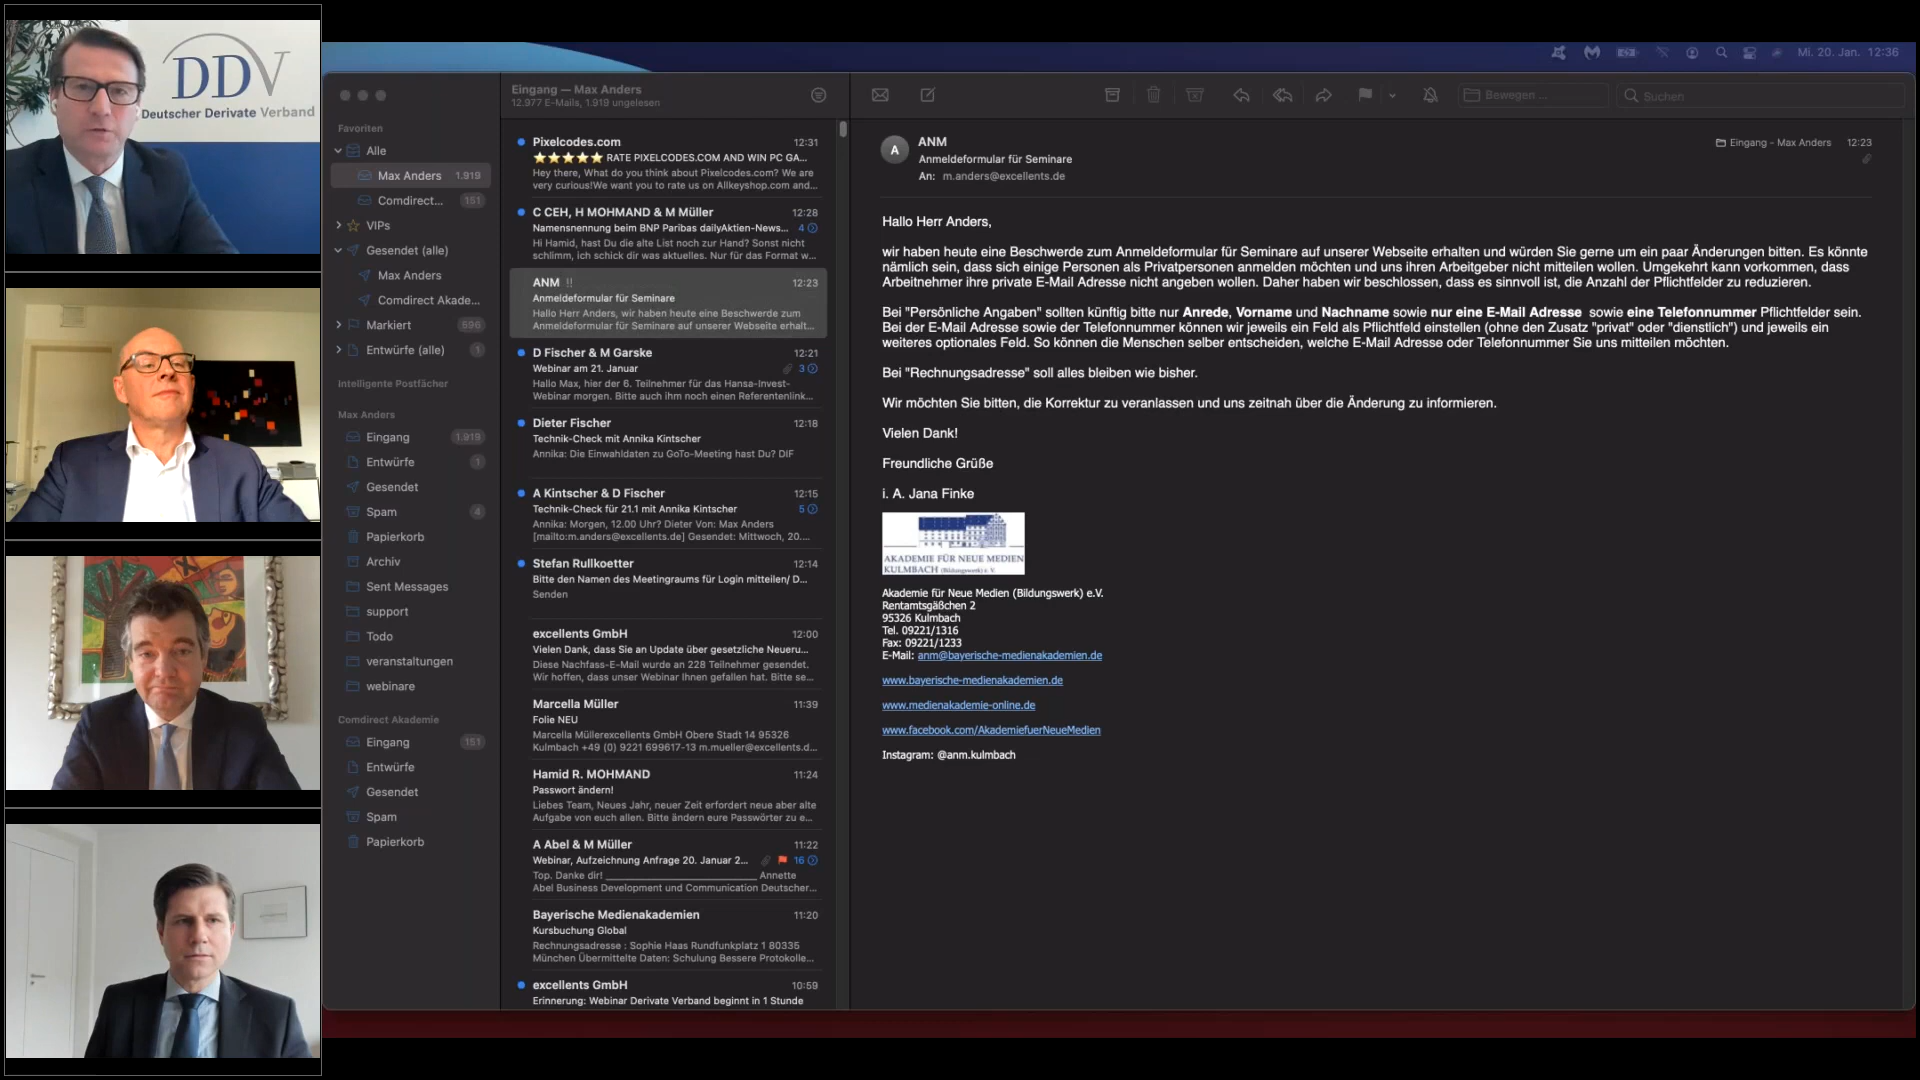 DDV
Deutscher Derivate Verband
Mi. 20. Jan. 12:36
Favoriten
Alle
Max Anders 1.919
Comdirect... 151
VIPs
Gesendet (alle)
Max Anders
Comdirect Akade...
Markiert 596
Entwürfe (alle) 1
Intelligente Postfächer
Max Anders
Eingang 1.919
Entwürfe 1
Gesendet
Spam 4
Papierkorb
Archiv
Sent Messages
support
Todo
veranstaltungen
webinare
Comdirect Akademie
Eingang 151
Entwürfe
Gesendet
Spam
Papierkorb
Eingang — Max Anders
12.977 E-Mails, 1.919 ungelesen
Pixelcodes.com 12:31
⭐⭐⭐⭐⭐ RATE PIXELCODES.COM AND WIN PC GA...
Hey there, What do you think about Pixelcodes.com? We are
very curious!We want you to rate us on Allkeyshop.com and...
C CEH, H MOHMAND & M Müller 12:28
Namensnennung beim BNP Paribas dailyAktien-News... 4
Hi Hamid, hast Du die alte List noch zur Hand? Sonst nicht
schlimm, ich schick dir was aktuelles. Nur für das Format w...
ANM !! 12:23
Anmeldeformular für Seminare
Hallo Herr Anders, wir haben heute eine Beschwerde zum
Anmeldeformular für Seminare auf unserer Webseite erhalt...
D Fischer & M Garske 12:21
Webinar am 21. Januar 3
Hallo Max, hier der 6. Teilnehmer für das Hansa-Invest-
Webinar morgen. Bitte auch ihm noch einen Referentenlink...
Dieter Fischer 12:18
Technik-Check mit Annika Kintscher
Annika: Die Einwahldaten zu GoTo-Meeting hast Du? DIF
A Kintscher & D Fischer 12:15
Technik-Check für 21.1 mit Annika Kintscher 5
Annika: Morgen, 12.00 Uhr? Dieter Von: Max Anders
[mailto:m.anders@excellents.de] Gesendet: Mittwoch, 20....
Stefan Rullkoetter 12:14
Bitte den Namen des Meetingraums für Login mitteilen/ D...
Senden
excellents GmbH 12:00
Vielen Dank, dass Sie an Update über gesetzliche Neueru...
Diese Nachfass-E-Mail wurde an 228 Teilnehmer gesendet.
Wir hoffen, dass unser Webinar Ihnen gefallen hat. Bitte se...
Marcella Müller 11:39
Folie NEU
Marcella Müllerexcellents GmbH Obere Stadt 14 95326
Kulmbach +49 (0) 9221 699617-13 m.mueller@excellents.d...
Hamid R. MOHMAND 11:24
Passwort ändern!
Liebes Team, Neues Jahr, neuer Zeit erfordert neue aber alte
Aufgabe von euch allen. Bitte ändern eure Passwörter zu e...
A Abel & M Müller 11:22
Webinar, Aufzeichnung Anfrage 20. Januar 2... 16
Top. Danke dir! ____________________________ Annette
Abel Business Development und Communication Deutscher...
Bayerische Medienakademien 11:20
Kursbuchung Global
Rechnungsadresse : Sophie Haas Rundfunkplatz 1 80335
München Übermittelte Daten: Schulung Bessere Protokolle...
excellents GmbH 10:59
Erinnerung: Webinar Derivate Verband beginnt in 1 Stunde
Bewegen ...
Suchen
A
ANM
Anmeldeformular für Seminare
An: m.anders@excellents.de
Eingang - Max Anders 12:23
Hallo Herr Anders,
wir haben heute eine Beschwerde zum Anmeldeformular für Seminare auf unserer Webseite erhalten und würden Sie gerne um ein paar Änderungen bitten. Es könnte
nämlich sein, dass sich einige Personen als Privatpersonen anmelden möchten und uns ihren Arbeitgeber nicht mitteilen wollen. Umgekehrt kann vorkommen, dass
Arbeitnehmer ihre private E-Mail Adresse nicht angeben wollen. Daher haben wir beschlossen, dass es sinnvoll ist, die Anzahl der Pflichtfelder zu reduzieren.
Bei "Persönliche Angaben" sollten künftig bitte nur Anrede, Vorname und Nachname sowie nur eine E-Mail Adresse sowie eine Telefonnummer Pflichtfelder sein.
Bei der E-Mail Adresse sowie der Telefonnummer können wir jeweils ein Feld als Pflichtfeld einstellen (ohne den Zusatz "privat" oder "dienstlich") und jeweils ein
weiteres optionales Feld. So können die Menschen selber entscheiden, welche E-Mail Adresse oder Telefonnummer Sie uns mitteilen möchten.
Bei "Rechnungsadresse" soll alles bleiben wie bisher.
Wir möchten Sie bitten, die Korrektur zu veranlassen und uns zeitnah über die Änderung zu informieren.
Vielen Dank!
Freundliche Grüße
i. A. Jana Finke
AKADEMIE FÜR NEUE MEDIEN
KULMBACH (Bildungswerk) e. V.
Akademie für Neue Medien (Bildungswerk) e.V.
Rentamtsgäßchen 2
95326 Kulmbach
Tel. 09221/1316
Fax: 09221/1233
E-Mail: anm@bayerische-medienakademien.de
www.bayerische-medienakademien.de
www.medienakademie-online.de
www.facebook.com/AkademiefuerNeueMedien
Instagram: @anm.kulmbach